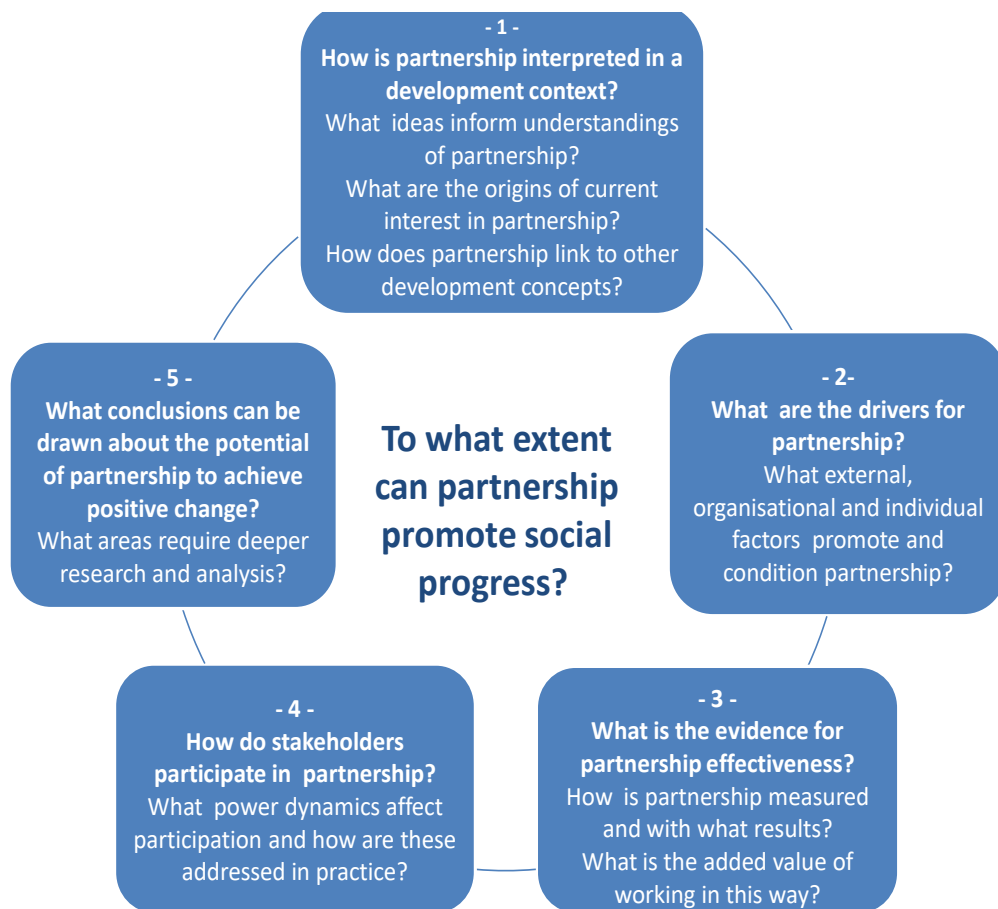 - 1 -
How is partnership interpreted in a
development context?
What ideas inform understandings
of partnership?
What are the origins of current
interest in partnership?
How does partnership link to other
development concepts?
- 2-
What are the drivers for
partnership?
What external,
organisational and individual
factors promote and
condition partnership?
- 3 -
What is the evidence for
partnership effectiveness?
How is partnership measured
and with what results?
What is the added value of
working in this way?
- 4 -
How do stakeholders
participate in partnership?
What power dynamics affect
participation and how are these
addressed in practice?
- 5 -
What conclusions can be
drawn about the potential
of partnership to achieve
positive change?
What areas require deeper
research and analysis?
To what extent
can partnership
promote social
progress?